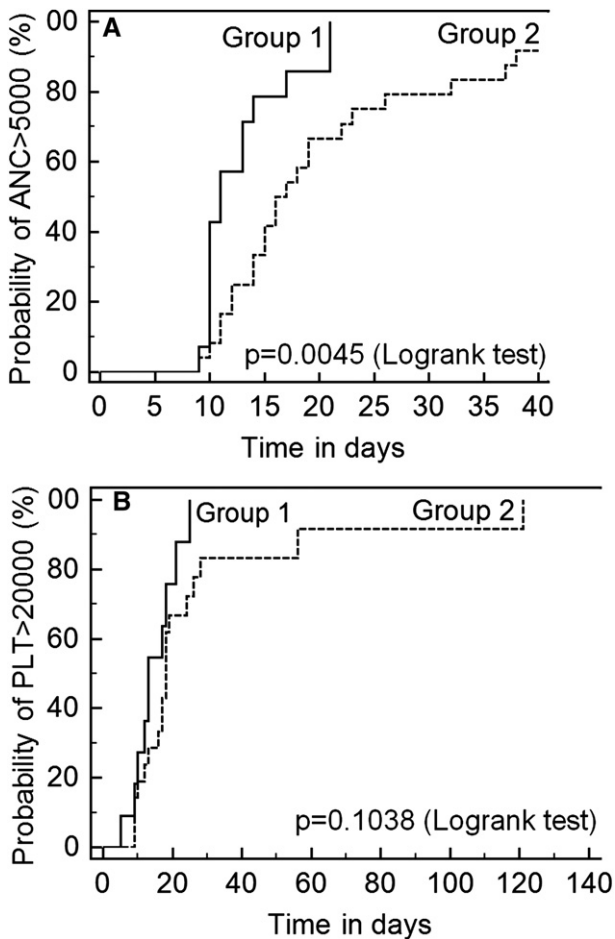 A
Group 1
Group 2
Probability of ANC>5000 (%)
00
80
60
40
20
0
p=0.0045 (Logrank test)
0 5 10 15 20 25 30 35 40
Time in days
B
Group 1
Group 2
Probability of PLT>20000 (%)
00
80
60
40
20
0
p=0.1038 (Logrank test)
0 20 40 60 80 100 120 140
Time in days